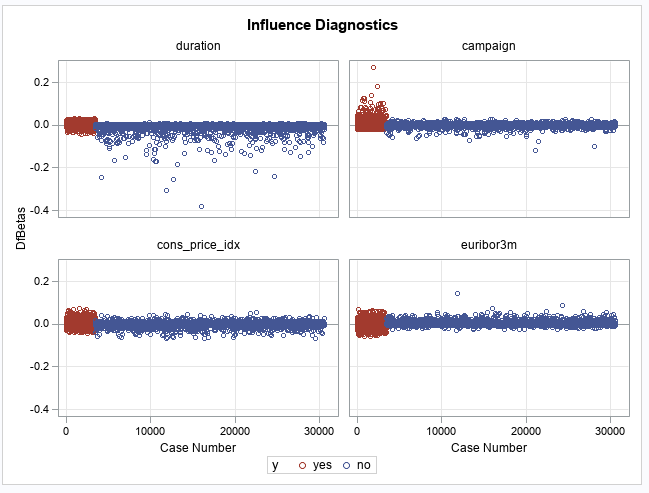 Influence Diagnostics
duration campaign
0.2
0.0
-0.2
-0.4
DfBetas
cons_price_idx euribor3m
0.2
0.0
-0.2
-0.4
0 10000 20000 30000 0 10000 20000 30000
Case Number Case Number
y yes no